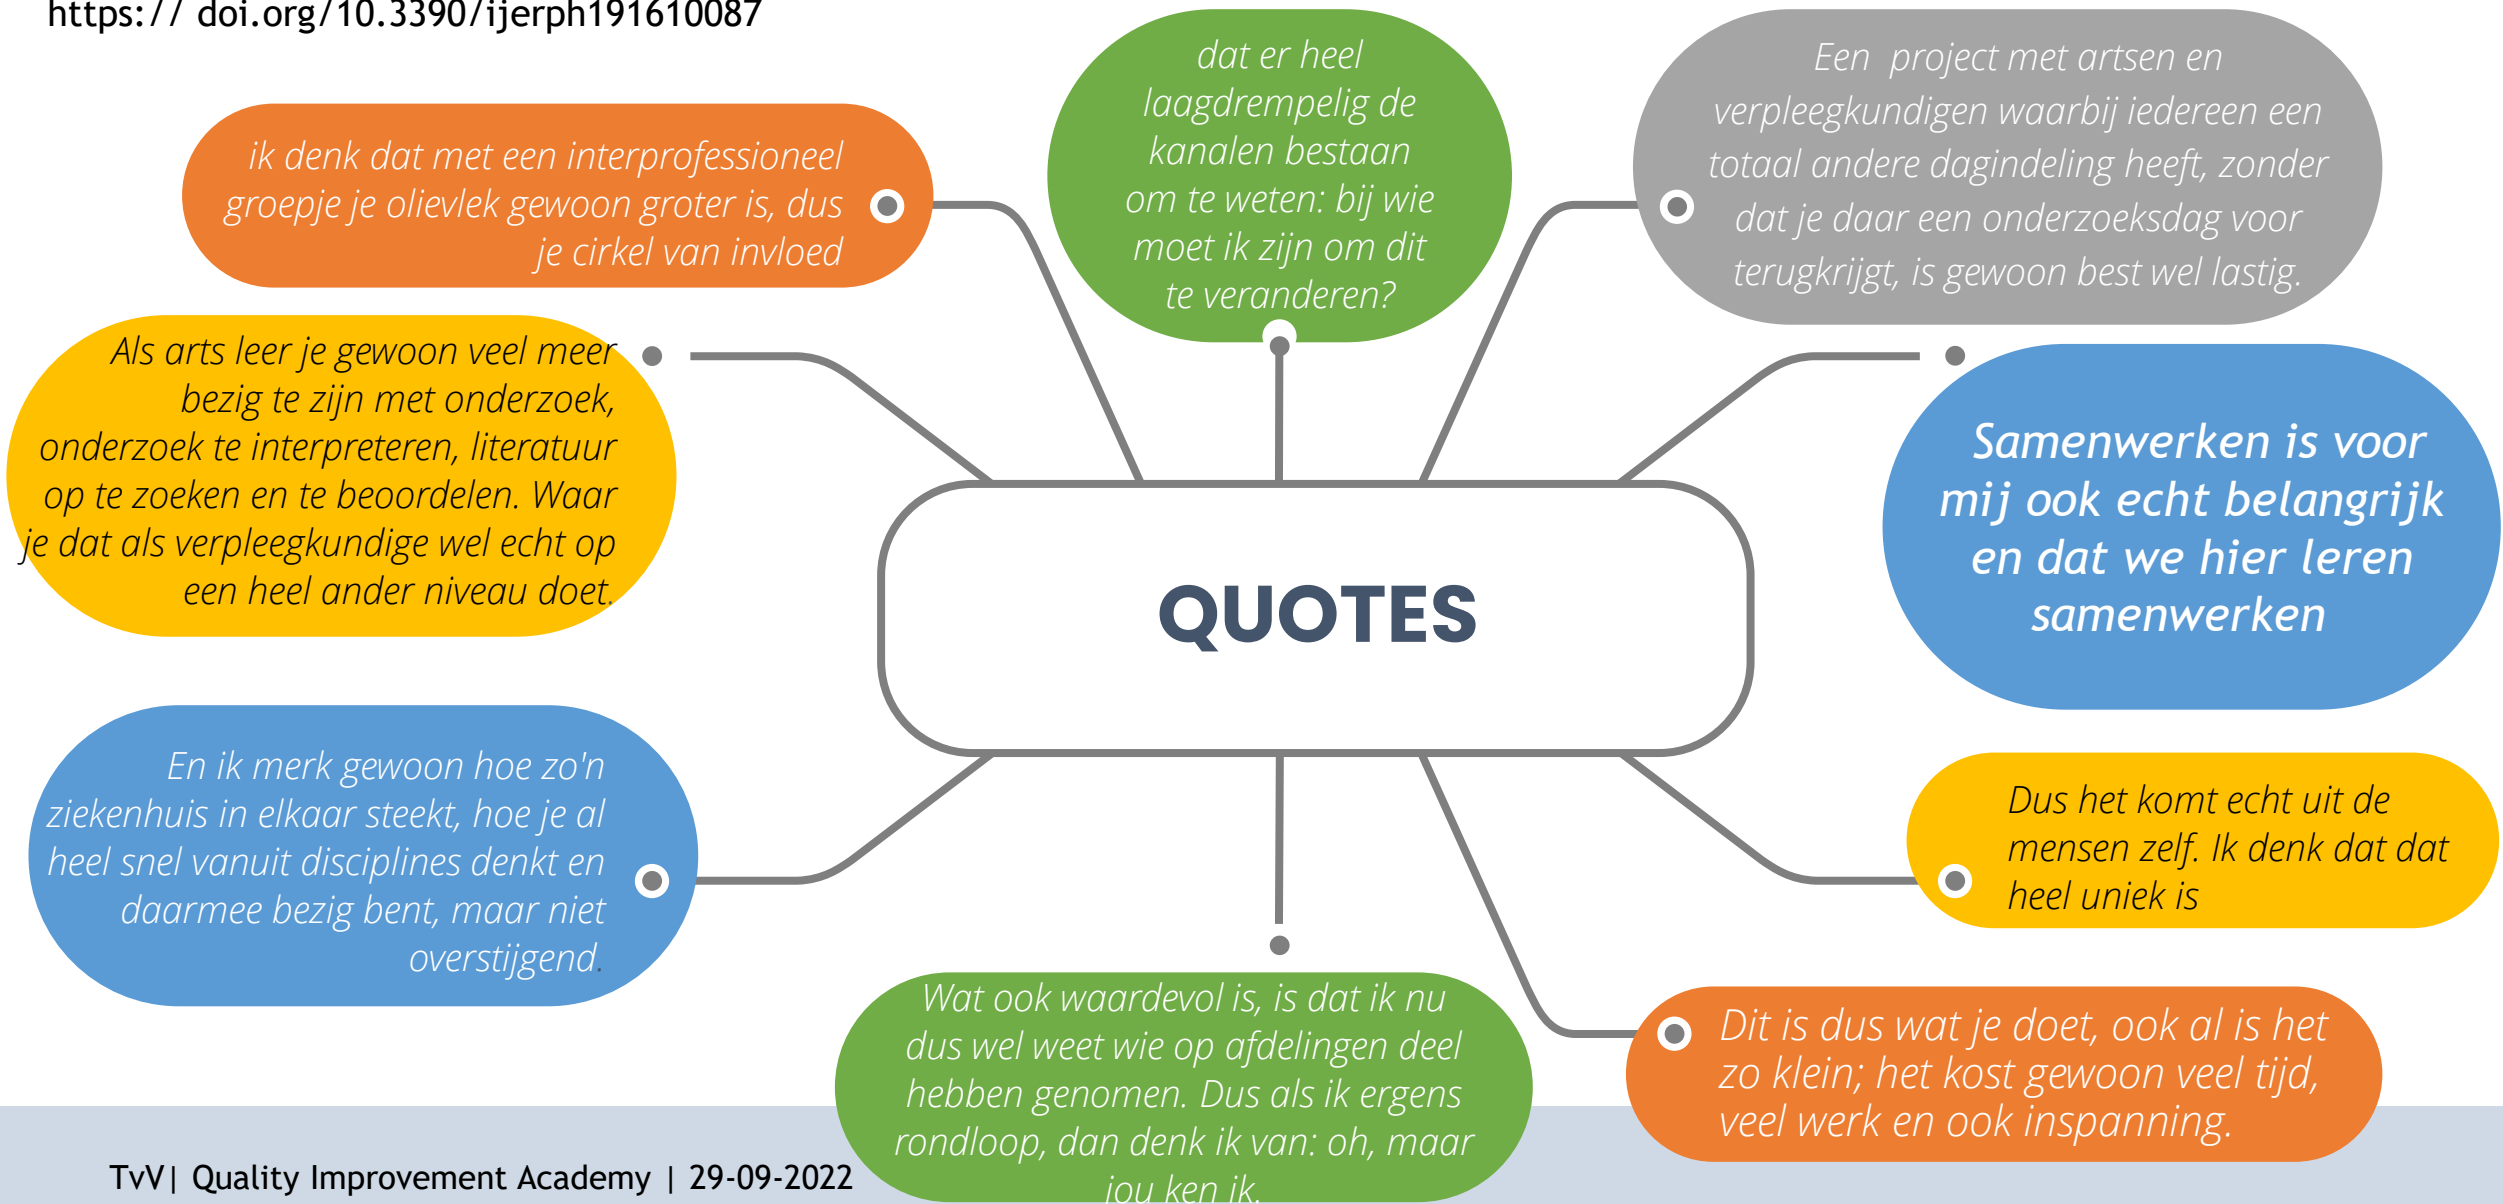 https:// doi.org/10.3390/ijerph191610087
ik denk dat met een interprofessioneel
groepje je olievlek gewoon groter is, dus
je cirkel van invloed
dat er heel
laagdrempelig de
kanalen bestaan
om te weten: bij wie
moet ik zijn om dit
te veranderen?
Een project met artsen en
verpleegkundigen waarbij iedereen een
totaal andere dagindeling heeft, zonder
dat je daar een onderzoeksdag voor
terugkrijgt, is gewoon best wel lastig.
Als arts leer je gewoon veel meer
bezig te zijn met onderzoek,
onderzoek te interpreteren, literatuur
op te zoeken en te beoordelen. Waar
je dat als verpleegkundige wel echt op
een heel ander niveau doet.
Samenwerken is voor
mij ook echt belangrijk
en dat we hier leren
samenwerken
QUOTES
En ik merk gewoon hoe zo'n
ziekenhuis in elkaar steekt, hoe je al
heel snel vanuit disciplines denkt en
daarmee bezig bent, maar niet
overstijgend.
Dus het komt echt uit de
mensen zelf. Ik denk dat dat
heel uniek is
Wat ook waardevol is, is dat ik nu
dus wel weet wie op afdelingen deel
hebben genomen. Dus als ik ergens
rondloop, dan denk ik van: oh, maar
jou ken ik.
Dit is dus wat je doet, ook al is het
zo klein; het kost gewoon veel tijd,
veel werk en ook inspanning.
TvV| Quality Improvement Academy | 29-09-2022